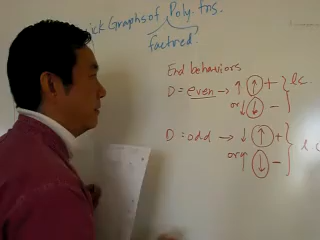 ick Graphs of Poly. fns.
factored.
End behaviors
D = even → ↑ ↑ + } l.c
or ↓ ↓ -
D = odd → ↓ ↑ + } l.c
or ↑ ↓ -